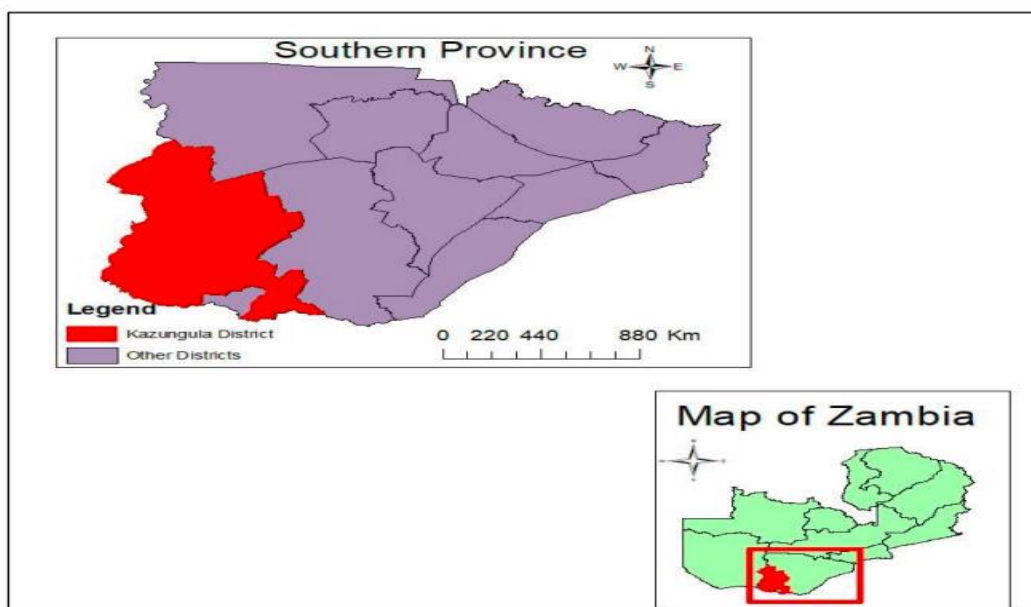 Southern Province
N
W E
S
Legend
Kazungula District
Other Districts
0 220 440 880 Km
Map of Zambia